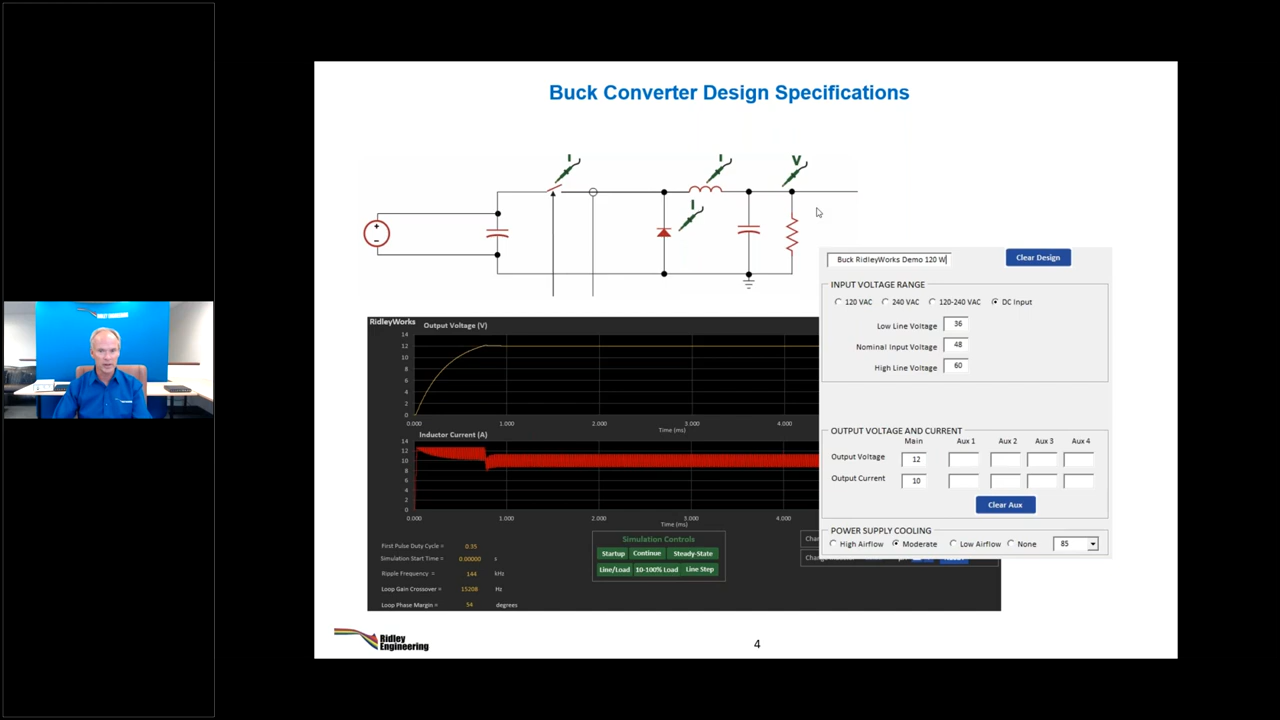 Buck Converter Design Specifications
I
I
V
I
Buck RidleyWorks Demo 120 W
Clear Design
INPUT VOLTAGE RANGE
120 VAC 240 VAC 120-240 VAC DC Input
Low Line Voltage 36
Nominal Input Voltage 48
High Line Voltage 60
OUTPUT VOLTAGE AND CURRENT
Main Aux 1 Aux 2 Aux 3 Aux 4
Output Voltage 12
Output Current 10
Clear Aux
POWER SUPPLY COOLING
High Airflow Moderate Low Airflow None 85
RidleyWorks
Output Voltage (V)
14
12
10
8
6
4
2
0
0.000 1.000 2.000 3.000 4.000
Time (ms)
Inductor Current (A)
14
12
10
8
6
4
2
0
0.000 1.000 2.000 3.000 4.000
Time (ms)
First Pulse Duty Cycle = 0.35
Simulation Start Time = 0.00000 s
Ripple Frequency = 144 kHz
Loop Gain Crossover = 15208 Hz
Loop Phase Margin = 54 degrees
Simulation Controls
Startup Continue Steady-State
Line/Load 10-100% Load Line Step
Ridley
Engineering
4